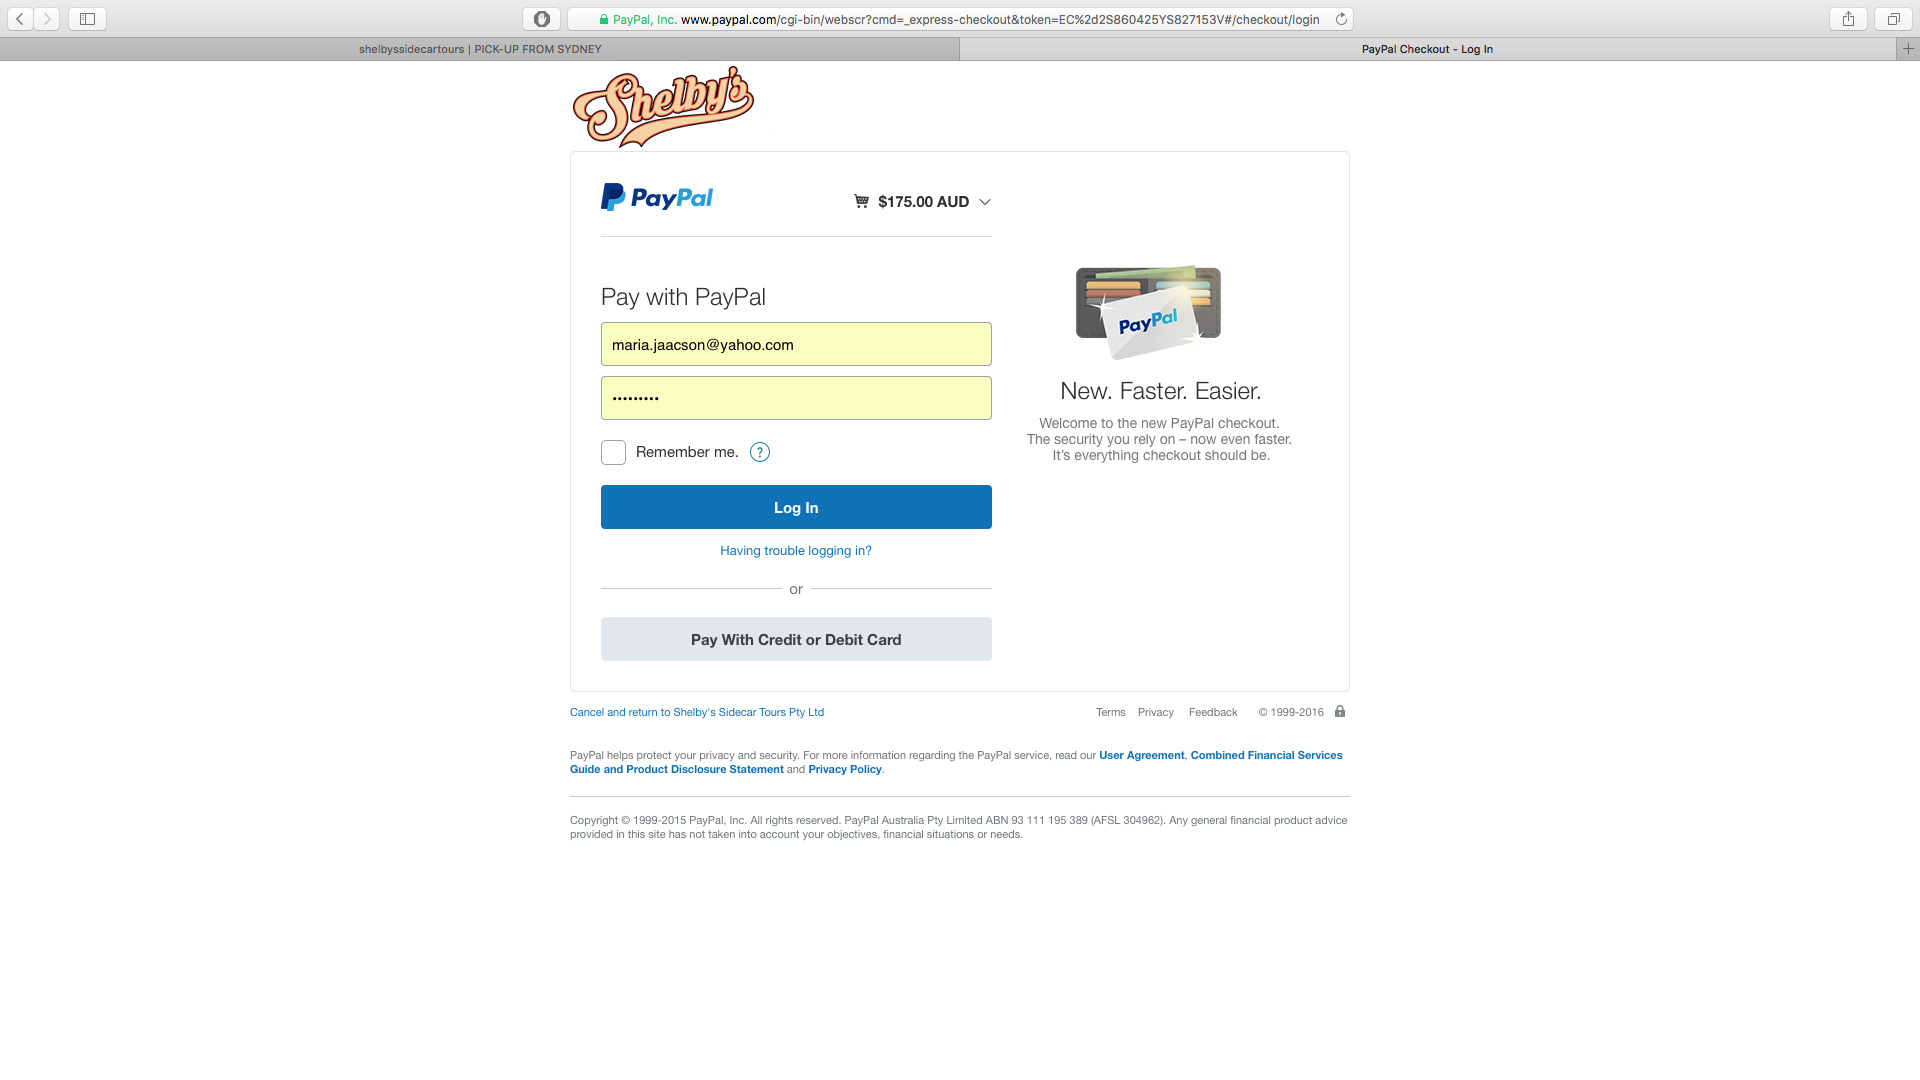 PayPal, Inc. www.paypal.com/cgi-bin/webscr?cmd=_express-checkout&token=EC%2d2S860425YS827153V#/checkout/login
shelbyssidecartours | PICK-UP FROM SYDNEY
PayPal Checkout - Log In
Shelby's
PayPal
$175.00 AUD
Pay with PayPal
maria.jaacson@yahoo.com
•••••••••
Remember me. ?
Log In
Having trouble logging in?
or
Pay With Credit or Debit Card
PayPal
New. Faster. Easier.
Welcome to the new PayPal checkout.
The security you rely on – now even faster.
It's everything checkout should be.
Cancel and return to Shelby's Sidecar Tours Pty Ltd
Terms Privacy Feedback © 1999-2016
PayPal helps protect your privacy and security. For more information regarding the PayPal service, read our User Agreement, Combined Financial Services
Guide and Product Disclosure Statement and Privacy Policy.
Copyright © 1999-2015 PayPal, Inc. All rights reserved. PayPal Australia Pty Limited ABN 93 111 195 389 (AFSL 304962). Any general financial product advice
provided in this site has not taken into account your objectives, financial situations or needs.